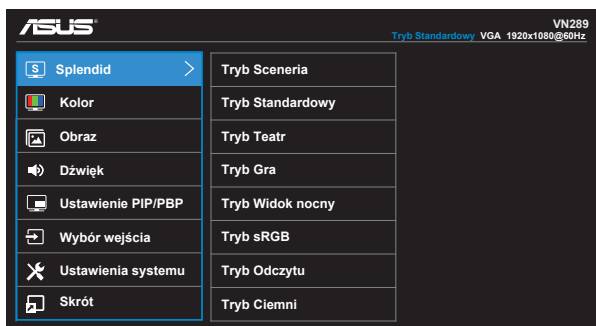 ASUS
VN289
Tryb Standardowy VGA 1920x1080@60Hz
S Splendid
Kolor
Obraz
Dźwięk
Ustawienie PIP/PBP
Wybór wejścia
Ustawienia systemu
Skrót
Tryb Sceneria
Tryb Standardowy
Tryb Teatr
Tryb Gra
Tryb Widok nocny
Tryb sRGB
Tryb Odczytu
Tryb Ciemni